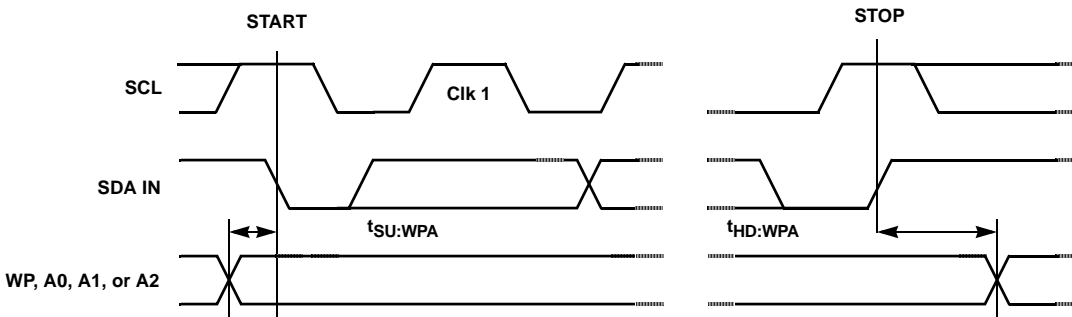 START
STOP
SCL
Clk 1
SDA IN
tSU:WPA
tHD:WPA
WP, A0, A1, or A2